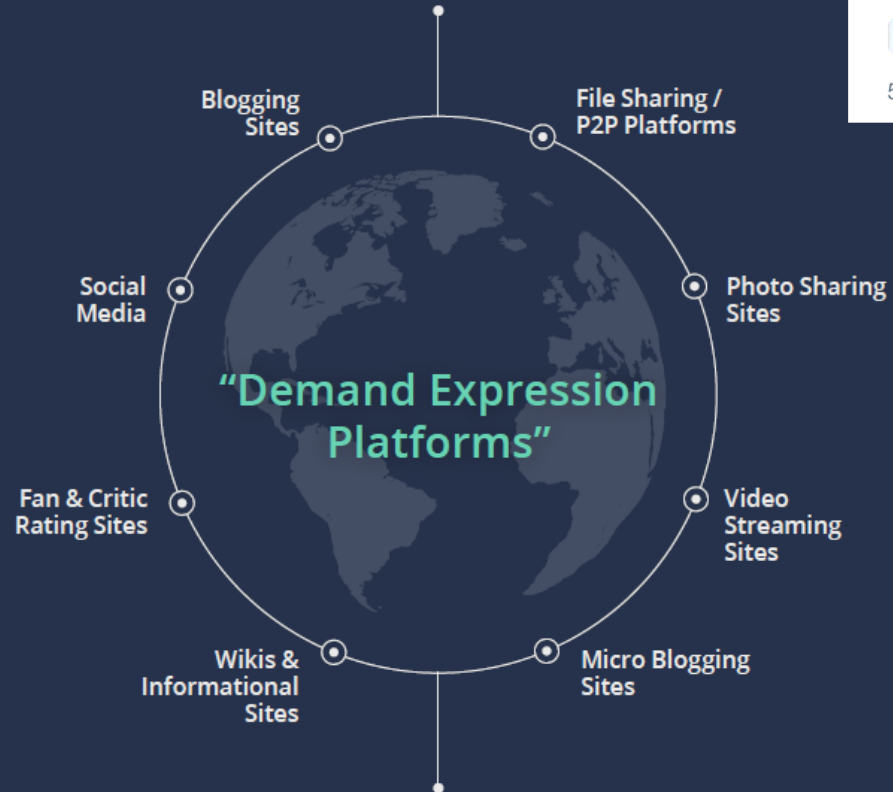 Blogging
Sites
File Sharing /
P2P Platforms
Social
Media
Photo Sharing
Sites
“Demand Expression
Platforms”
Fan & Critic
Rating Sites
Video
Streaming
Sites
Wikis &
Informational
Sites
Micro Blogging
Sites